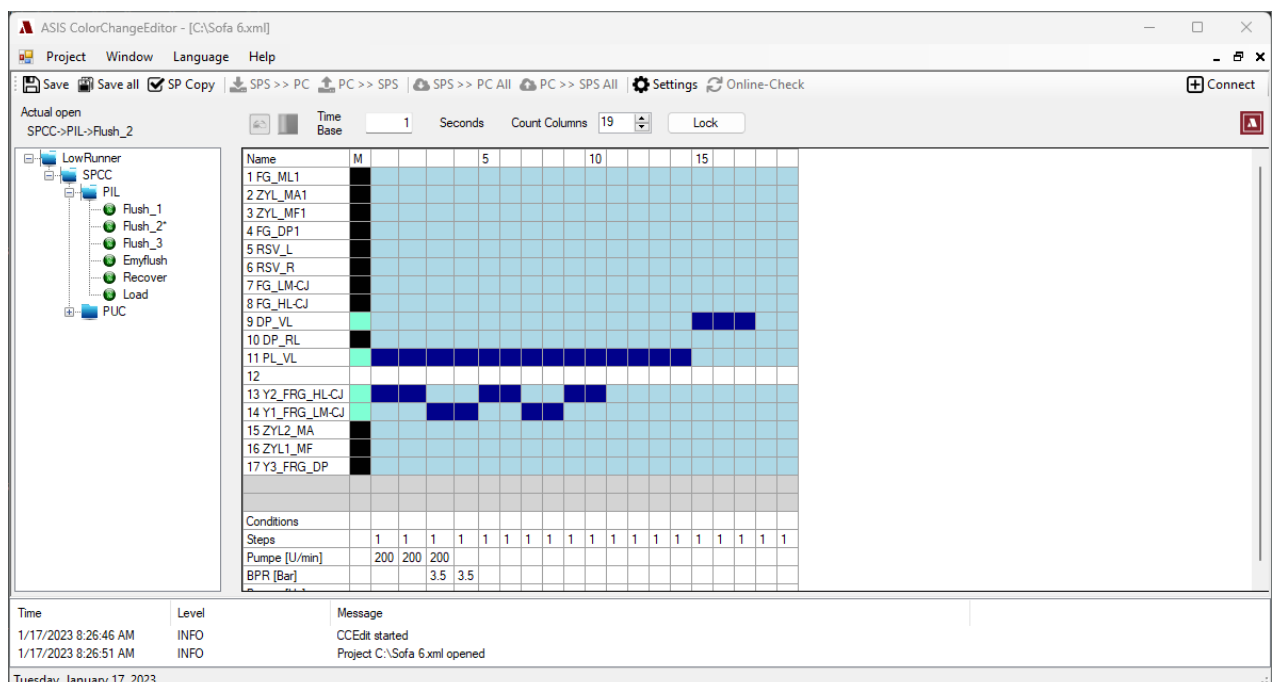 ASIS ColorChangeEditor - [C:\Sofa 6.xml]
Project Window Language Help
Save Save all SP Copy SPS >> PC PC >> SPS SPS >> PC All PC >> SPS All Settings Online-Check Connect
Actual open
SPCC->PIL->Flush_2
Time Base 1 Seconds Count Columns 19 Lock
LowRunner
SPCC
PIL
Flush_1
Flush_2*
Flush_3
Emyflush
Recover
Load
PUC
Name M 5 10 15
1 FG_ML1
2 ZYL_MA1
3 ZYL_MF1
4 FG_DP1
5 RSV_L
6 RSV_R
7 FG_LM-CJ
8 FG_HL-CJ
9 DP_VL
10 DP_RL
11 PL_VL
12
13 Y2_FRG_HL-CJ
14 Y1_FRG_LM-CJ
15 ZYL2_MA
16 ZYL1_MF
17 Y3_FRG_DP
Conditions
Steps 1 1 1 1 1 1 1 1 1 1 1 1 1 1 1 1 1 1 1
Pumpe [U/min] 200 200 200
BPR [Bar] 3.5 3.5
Time Level Message
1/17/2023 8:26:46 AM INFO CCEdit started
1/17/2023 8:26:51 AM INFO Project C:\Sofa 6.xml opened
Tuesday, January 17, 2023